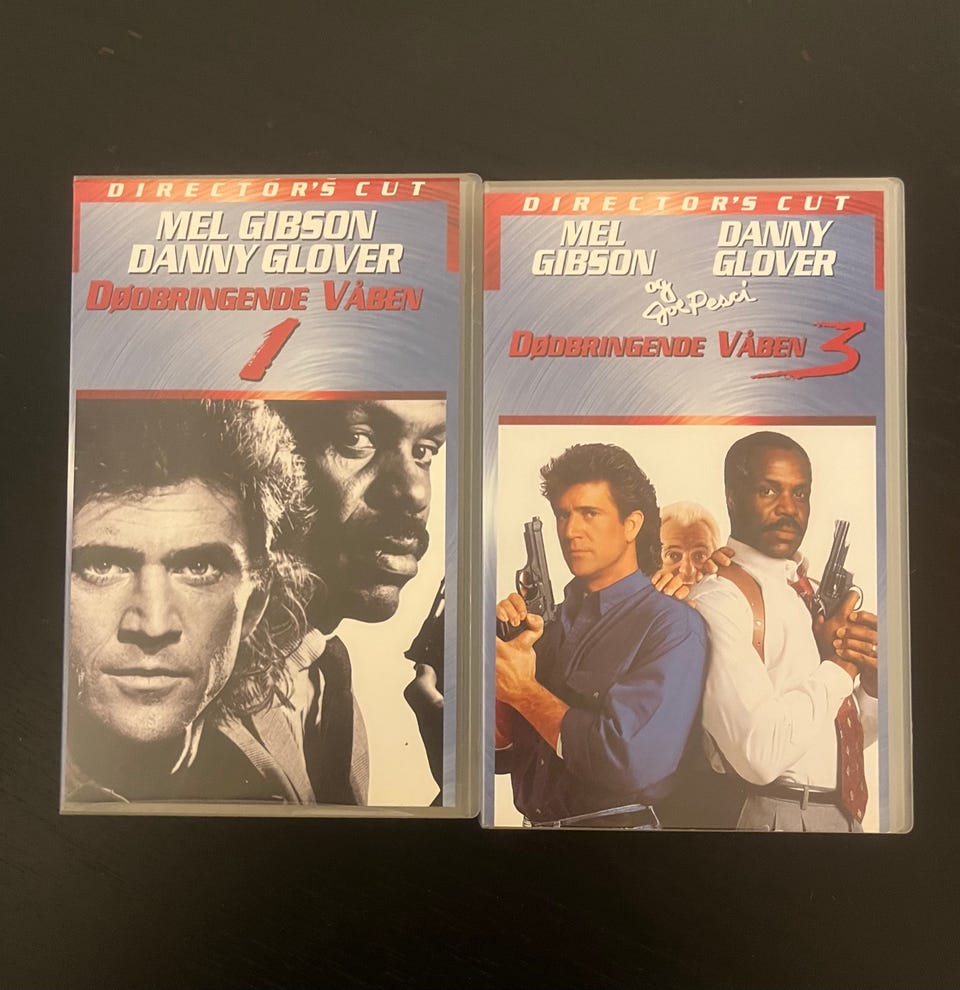 DIRECTOR'S CUT
MEL GIBSON
DANNY GLOVER
DØDBRINGENDE VÅBEN
1
DIRECTOR'S CUT
MEL GIBSON
DANNY GLOVER
og
Joe Pesci
DØDBRINGENDE VÅBEN 3